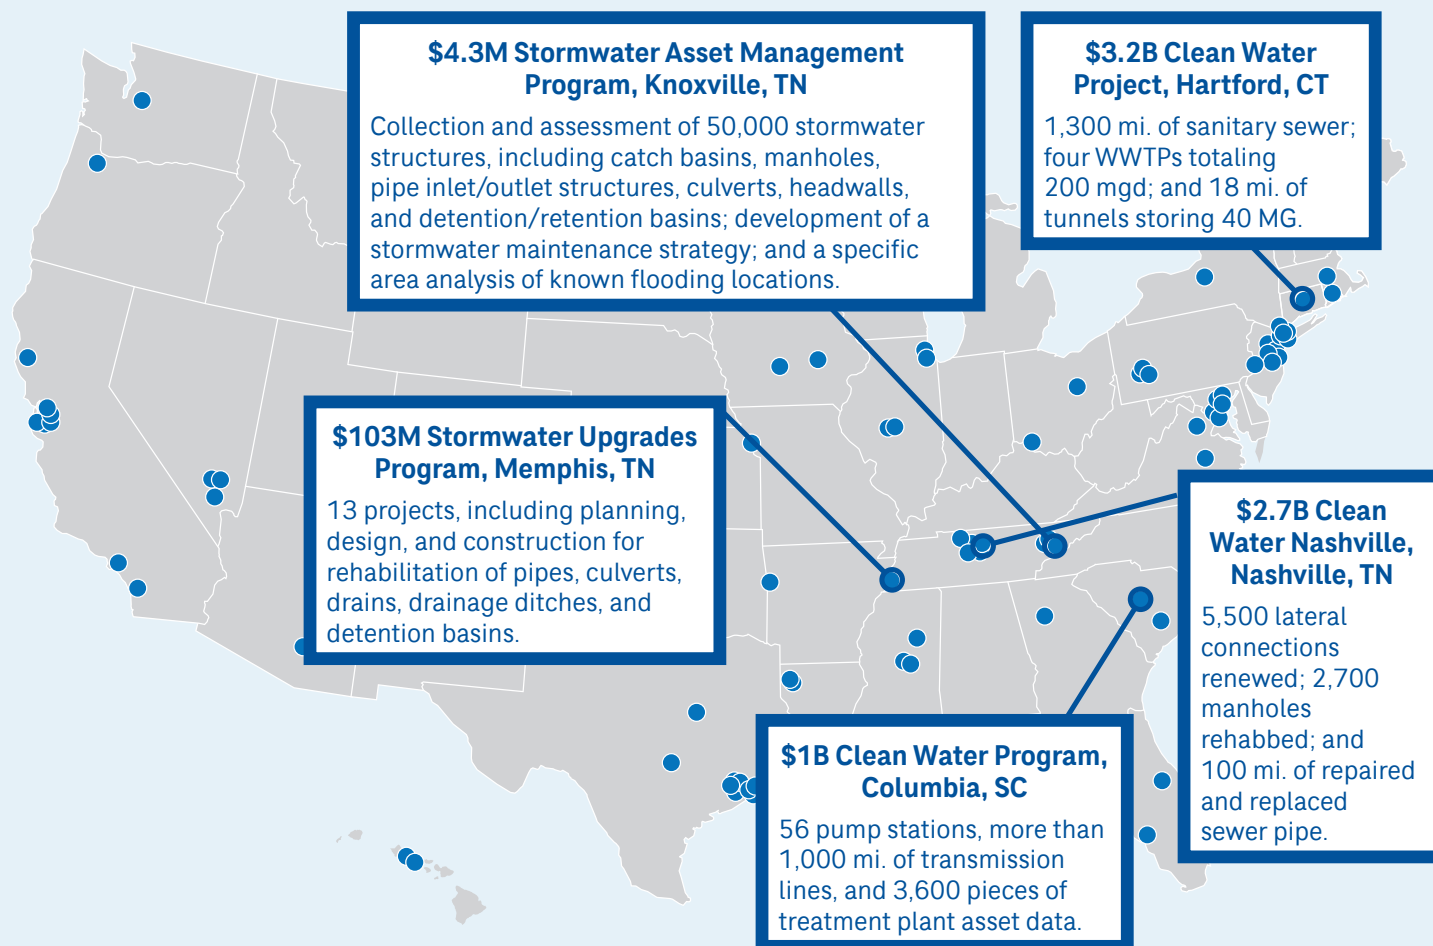 $4.3M Stormwater Asset Management
Program, Knoxville, TN
Collection and assessment of 50,000 stormwater
structures, including catch basins, manholes,
pipe inlet/outlet structures, culverts, headwalls,
and detention/retention basins; development of a
stormwater maintenance strategy; and a specific
area analysis of known flooding locations.
$3.2B Clean Water
Project, Hartford, CT
1,300 mi. of sanitary sewer;
four WWTPs totaling
200 mgd; and 18 mi. of
tunnels storing 40 MG.
$103M Stormwater Upgrades
Program, Memphis, TN
13 projects, including planning,
design, and construction for
rehabilitation of pipes, culverts,
drains, drainage ditches, and
detention basins.
$2.7B Clean
Water Nashville,
Nashville, TN
5,500 lateral
connections
renewed; 2,700
manholes
rehabbed; and
100 mi. of repaired
and replaced
sewer pipe.
$1B Clean Water Program,
Columbia, SC
56 pump stations, more than
1,000 mi. of transmission
lines, and 3,600 pieces of
treatment plant asset data.